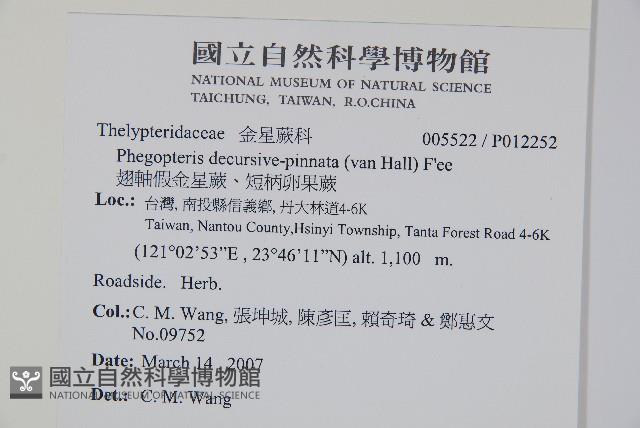 國立自然科學博物館
NATIONAL MUSEUM OF NATURAL SCIENCE
TAICHUNG, TAIWAN, R.O.CHINA
Thelypteridaceae 金星蕨科 005522 / P012252
Phegopteris decursive-pinnata (van Hall) F'ee
翅軸假金星蕨、短柄卵果蕨
Loc.: 台灣, 南投縣信義鄉, 丹大林道4-6K
Taiwan, Nantou County,Hsinyi Township, Tanta Forest Road 4-6K
(121°02'53"E , 23°46'11"N) alt. 1,100 m.
Roadside. Herb.
Col.: C. M. Wang, 張坤城, 陳彥匡, 賴奇琦 & 鄭惠文
No.09752
Date: March 14, 2007
國立自然科學博物館
NATIONAL MUSEUM OF NATURAL SCIENCE
Det.: C. M. Wang